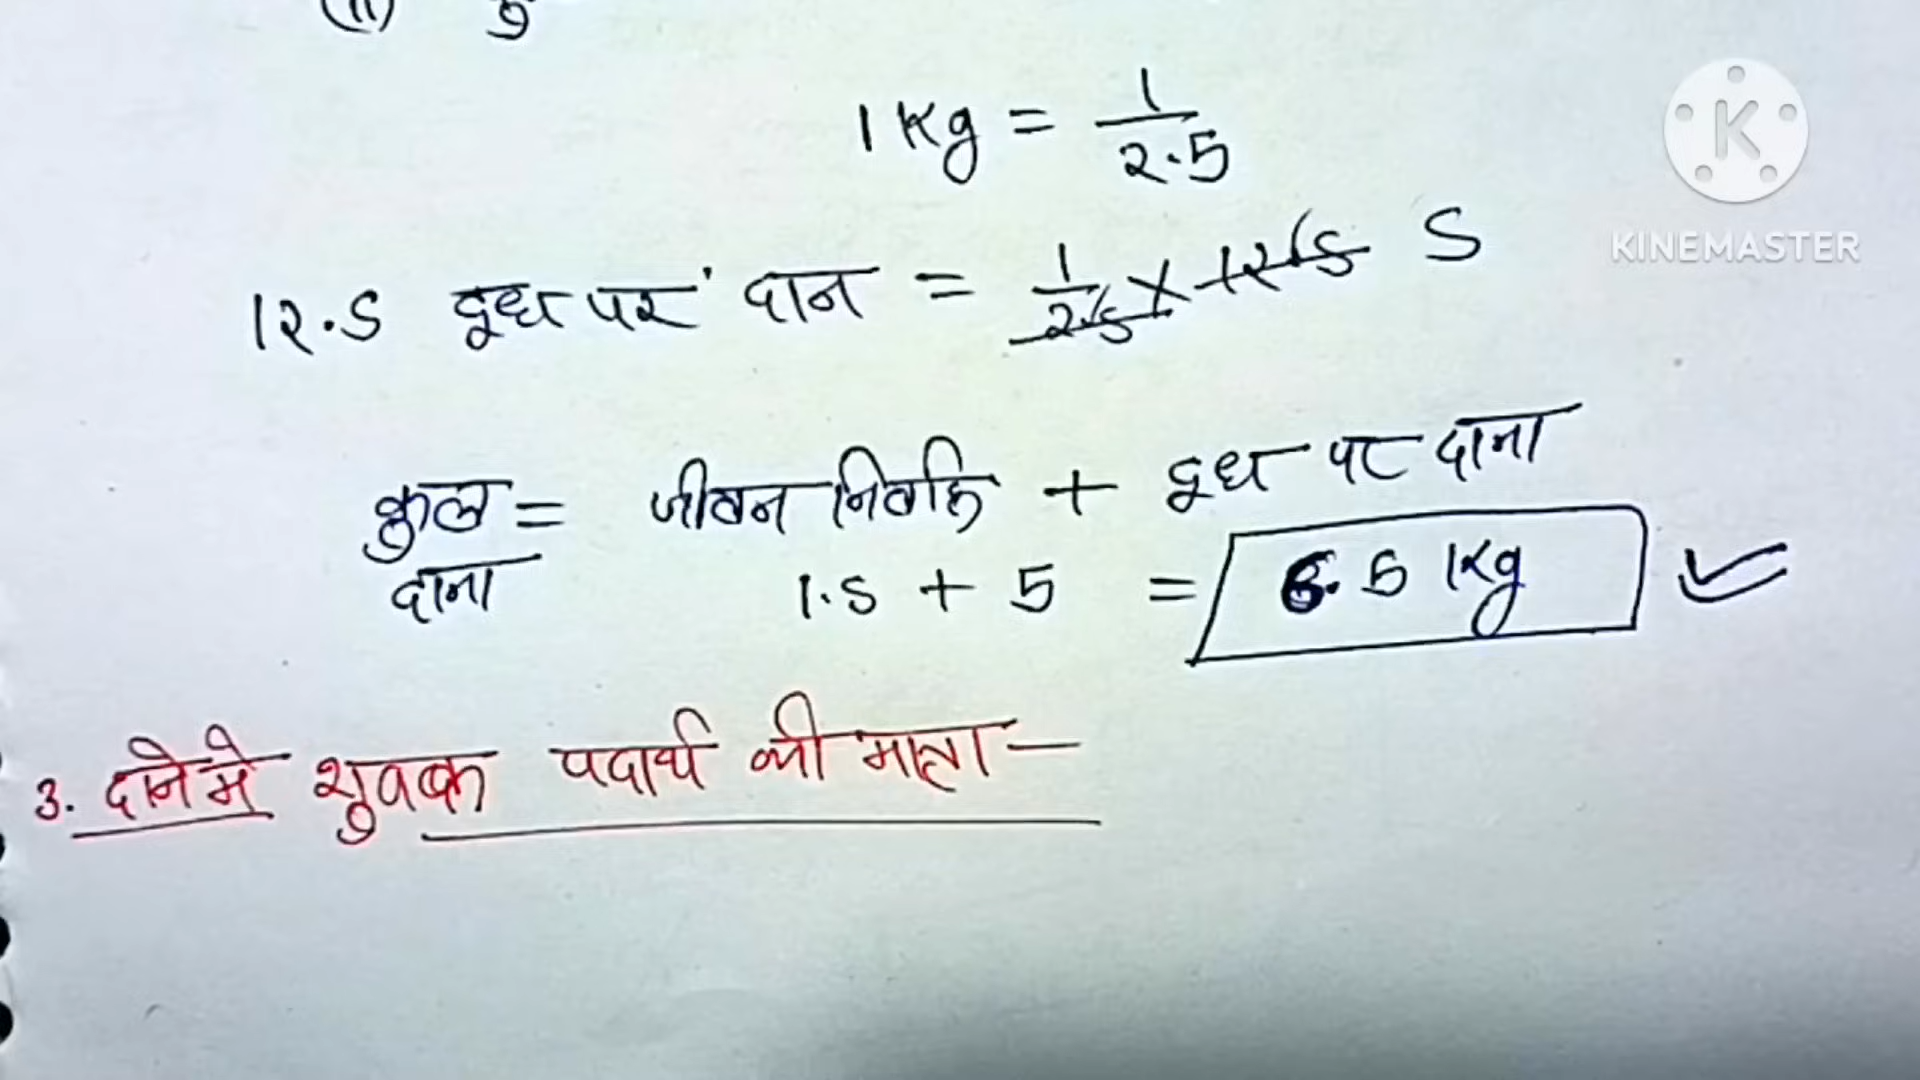 (ii)
1 Kg = 1/2.5
12.5 दूध पर दान = 1/2.5 x 12.5 5
कुल = जीवन निर्वाह + दूध पर दाना
दाना 1.5 + 5 = 6.5 Kg
3. दाने मे शुष्क पदार्थ की मात्रा —
K
KINEMASTER